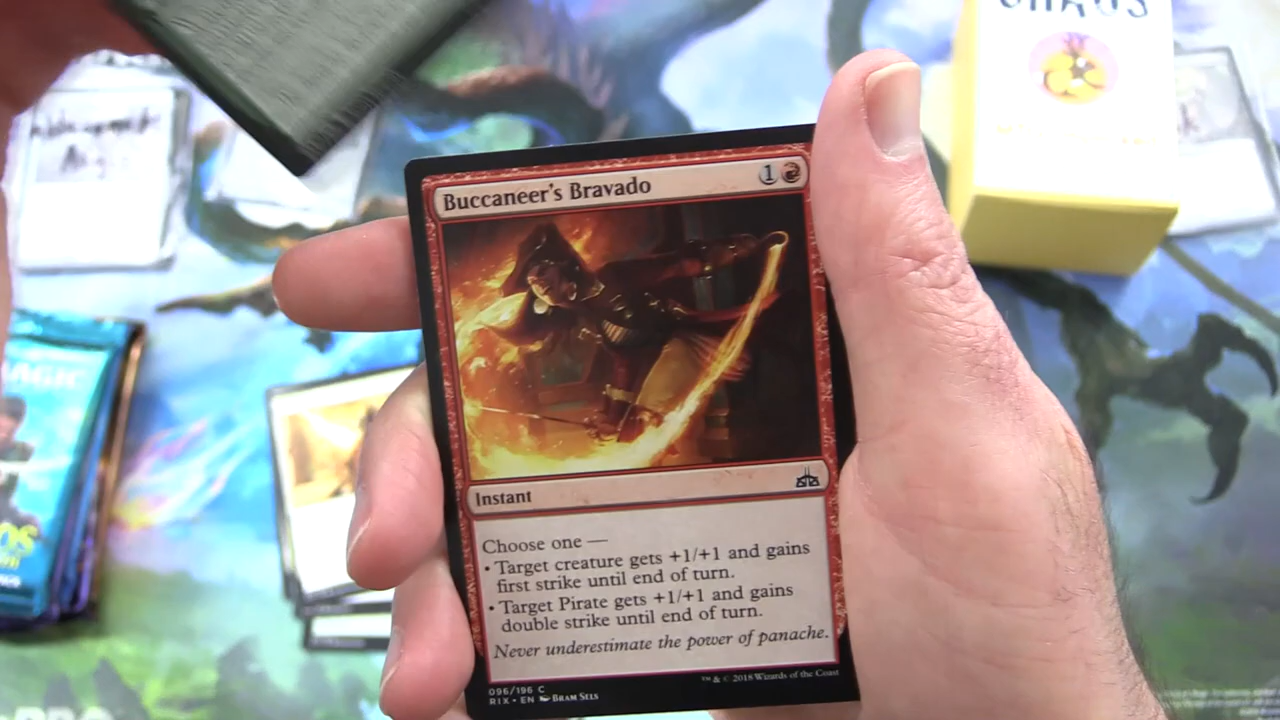 CHAOS
Buccaneer's Bravado
1
MAGIC
Instant
Choose one —
• Target creature gets +1/+1 and gains
first strike until end of turn.
• Target Pirate gets +1/+1 and gains
double strike until end of turn.
Never underestimate the power of panache.
096/196 C
RIX • EN Bram Sels
™ & © 2018 Wizards of the Coast